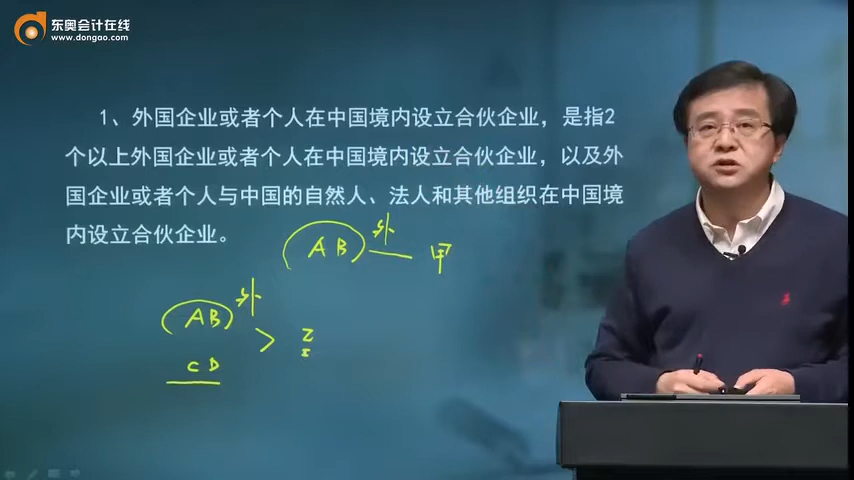 东奥会计在线
www.dongao.com
1、外国企业或者个人在中国境内设立合伙企业，是指2
个以上外国企业或者个人在中国境内设立合伙企业，以及外
国企业或者个人与中国的自然人、法人和其他组织在中国境
内设立合伙企业。
AB 外 甲
AB 外
乙
CD